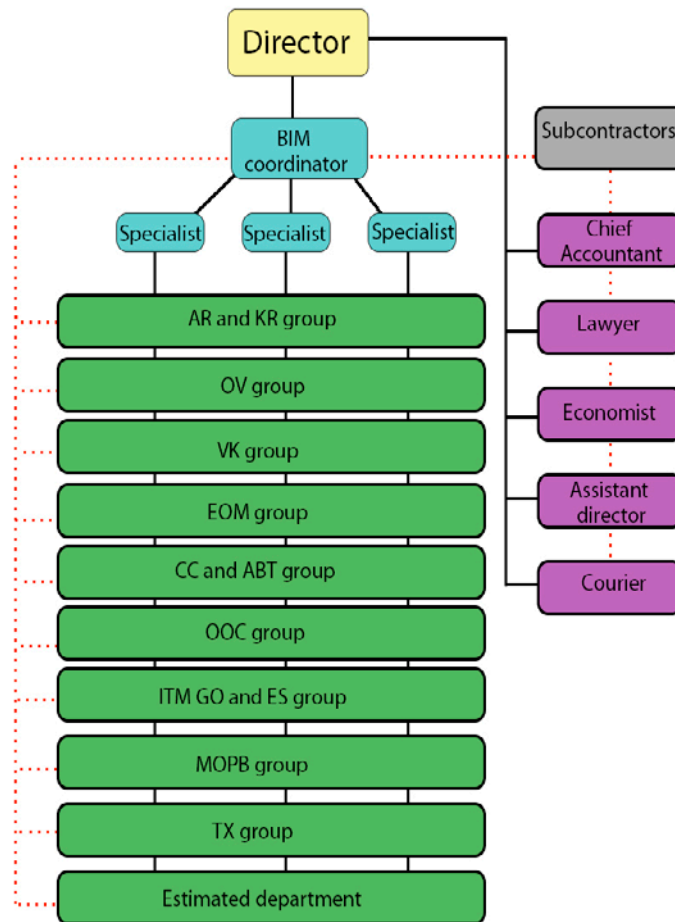 Director
BIM
coordinator
Subcontractors
Specialist
Specialist
Specialist
Chief
Accountant
AR and KR group
Lawyer
OV group
Economist
VK group
EOM group
Assistant
director
CC and ABT group
Courier
OOC group
ITM GO and ES group
MOPB group
TX group
Estimated department